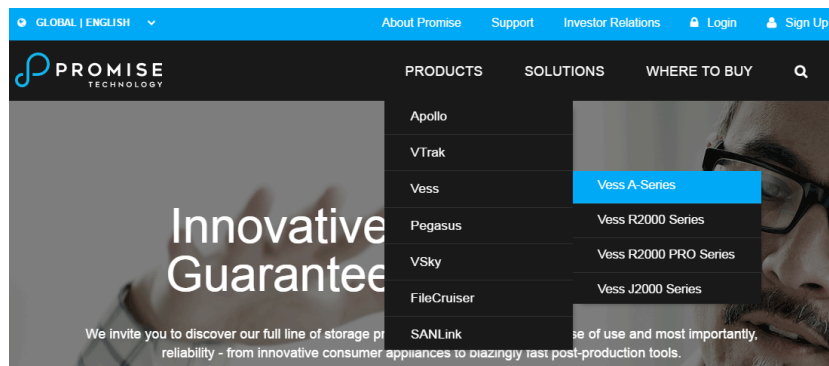 GLOBAL | ENGLISH
About Promise Support Investor Relations Login Sign Up
PROMISE
TECHNOLOGY
PRODUCTS SOLUTIONS WHERE TO BUY
Apollo
VTrak
Vess
Pegasus
VSky
FileCruiser
SANLink
Vess A-Series
Vess R2000 Series
Vess R2000 PRO Series
Vess J2000 Series
Innovative
Guarantee
We invite you to discover our full line of storage se of use and most importantly,
reliability - from innovative consumer appliances to blazingly fast post-production tools.